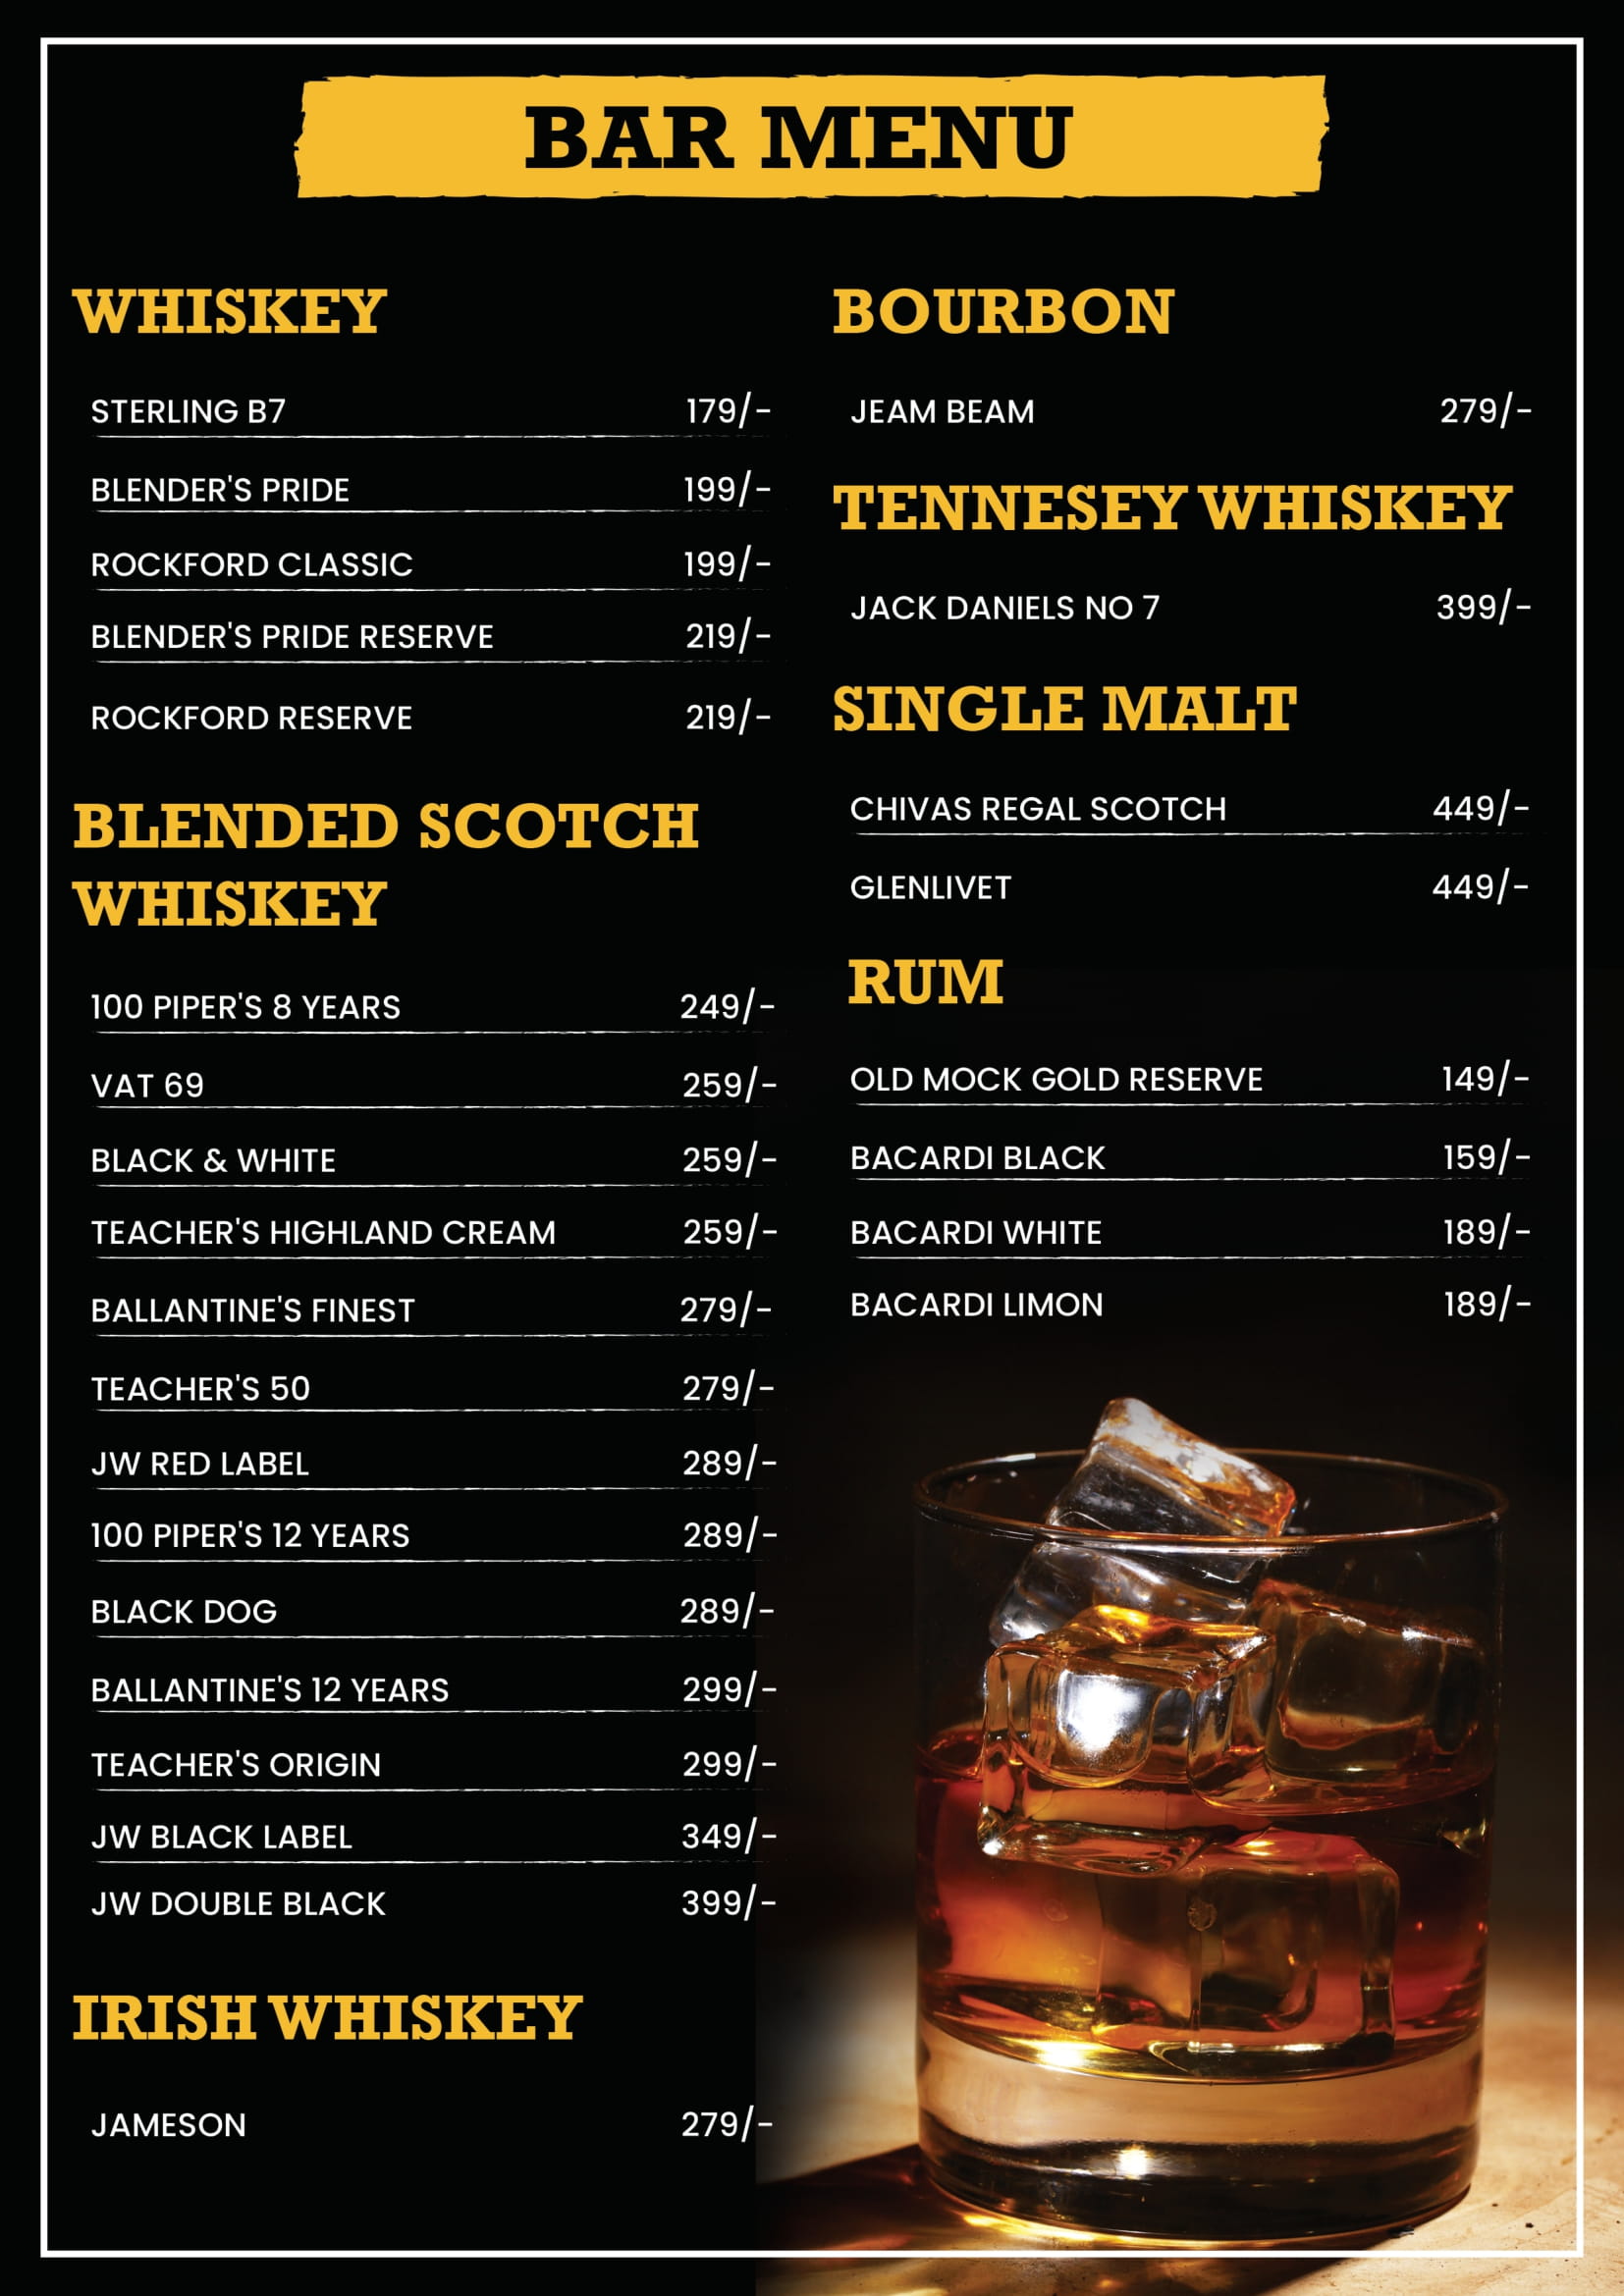 BAR MENU
WHISKEY
STERLING B7 179/-
BLENDER'S PRIDE 199/-
ROCKFORD CLASSIC 199/-
BLENDER'S PRIDE RESERVE 219/-
ROCKFORD RESERVE 219/-
BLENDED SCOTCH
WHISKEY
100 PIPER'S 8 YEARS 249/-
VAT 69 259/-
BLACK & WHITE 259/-
TEACHER'S HIGHLAND CREAM 259/-
BALLANTINE'S FINEST 279/-
TEACHER'S 50 279/-
JW RED LABEL 289/-
100 PIPER'S 12 YEARS 289/-
BLACK DOG 289/-
BALLANTINE'S 12 YEARS 299/-
TEACHER'S ORIGIN 299/-
JW BLACK LABEL 349/-
JW DOUBLE BLACK 399/-
IRISH WHISKEY
JAMESON 279/-
BOURBON
JEAM BEAM 279/-
TENNESEY WHISKEY
JACK DANIELS NO 7 399/-
SINGLE MALT
CHIVAS REGAL SCOTCH 449/-
GLENLIVET 449/-
RUM
OLD MOCK GOLD RESERVE 149/-
BACARDI BLACK 159/-
BACARDI WHITE 189/-
BACARDI LIMON 189/-